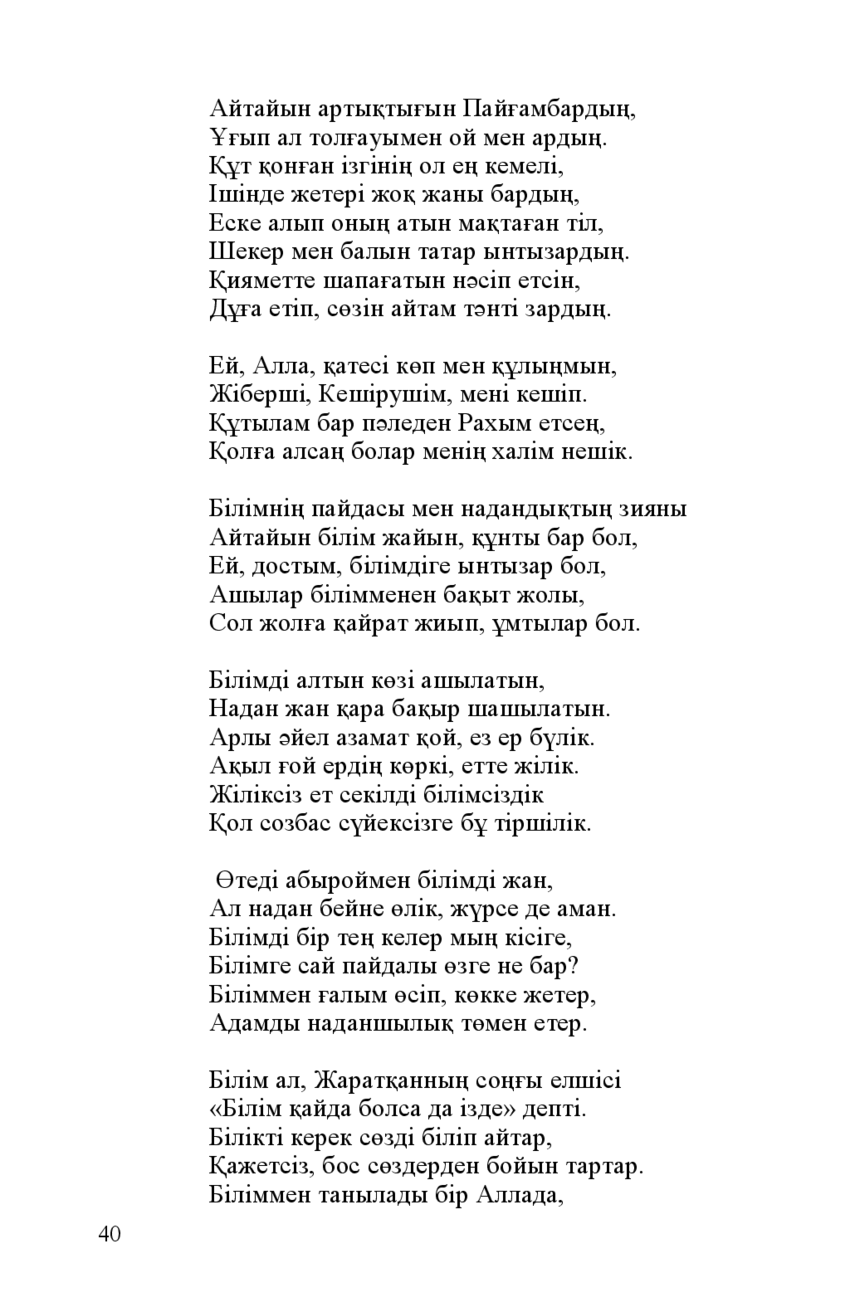 Айтайын артықтығын Пайғамбардың,
Ұғып ал толғауымен ой мен ардың.
Құт қонған ізгінің ол ең кемелі,
Ішінде жетері жоқ жаны бардың,
Еске алып оның атын мақтаған тіл,
Шекер мен балын татар ынтызардың.
Қияметте шапағатын нәсіп етсін,
Дұға етіп, сөзін айтам тәнті зардың.
Ей, Алла, қатесі көп мен құлыңмын,
Жіберші, Кешірушім, мені кешіп.
Құтылам бар пәледен Рахым етсең,
Қолға алсаң болар менің халім нешік.
Білімнің пайдасы мен надандықтың зияны
Айтайын білім жайын, құнты бар бол,
Ей, достым, білімдіге ынтызар бол,
Ашылар білімменен бақыт жолы,
Сол жолға қайрат жиып, ұмтылар бол.
Білімді алтын көзі ашылатын,
Надан жан қара бақыр шашылатын.
Арлы әйел азамат қой, ез ер бүлік.
Ақыл ғой ердің көркі, етте жілік.
Жіліксіз ет секілді білімсіздік
Қол созбас сүйексізге бұ тіршілік.
Өтеді абыроймен білімді жан,
Ал надан бейне өлік, жүрсе де аман.
Білімді бір тең келер мың кісіге,
Білімге сай пайдалы өзге не бар?
Біліммен ғалым өсіп, көкке жетер,
Адамды наданшылық төмен етер.
Білім ал, Жаратқанның соңғы елшісі
«Білім қайда болса да ізде» депті.
Білікті керек сөзді біліп айтар,
Қажетсіз, бос сөздерден бойын тартар.
Біліммен танылады бір Аллада,
40